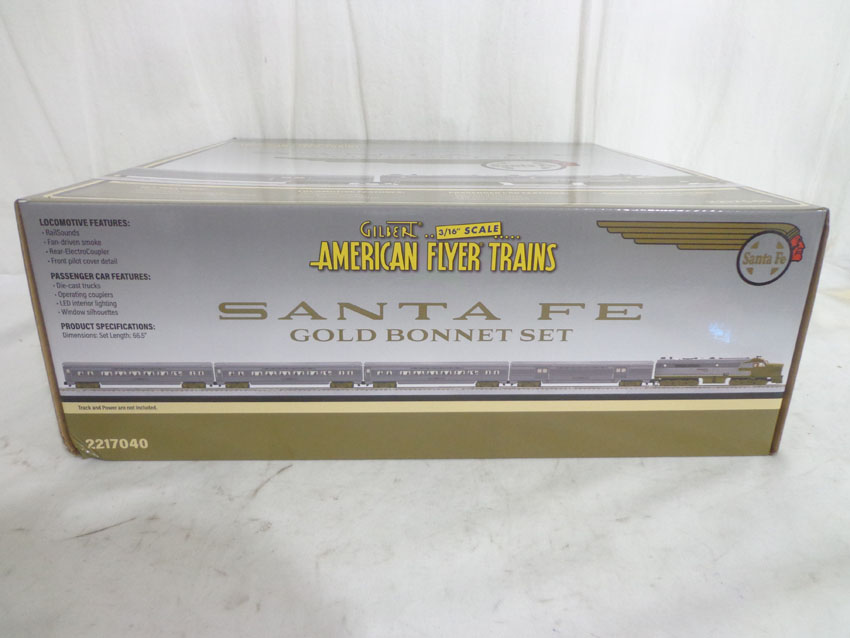 LOCOMOTIVE FEATURES:
- RailSounds
- Fan-driven smoke
- Rear-ElectroCoupler
- Front pilot cover detail
PASSENGER CAR FEATURES:
- Die-cast trucks
- Operating couplers
- LED interior lighting
- Window silhouettes
PRODUCT SPECIFICATIONS:
Gilbert
3/16" SCALE
AMERICAN FLYER TRAINS
Santa Fe
SANTA FE
GOLD BONNET SET
Track and Power are not included.
2217040